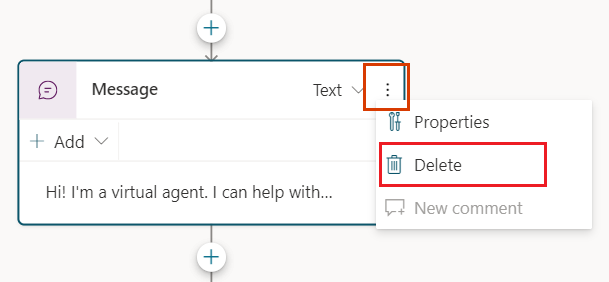 Message
Text
Add
Hi! I'm a virtual agent. I can help with...
Properties
Delete
New comment